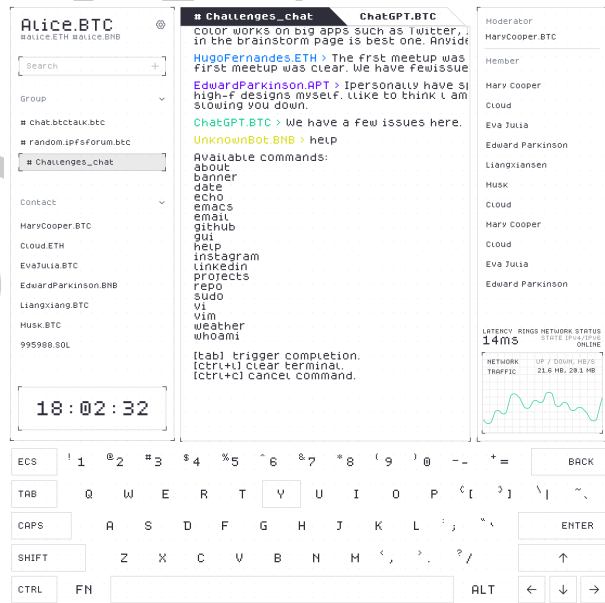 Alice.BTC
#alice.ETH #alice.BNB
Search +
Group
# chat.btctalk.btc
# random.ipfsforum.btc
# Challenges_chat
Contact
MaryCooper.BTC
Cloud.ETH
EvaJulia.BTC
EdwardParkinson.BNB
Liangxiang.BTC
Musk.BTC
995988.SOL
18:02:32
# Challenges_chat
ChatGPT.BTC
color works on big apps such as Twitter,
in the brainstorm page is best one.
HugoFernandes.ETH > The frst meetup was
first meetup was clear. We have fewissue
EdwardParkinson.APT > Ipersonally have s
high-f designs myself. ilike to think i am
slowing you down.
ChatGPT.BTC > We have a few issues here.
UnknownBot.BNB > help
Available commands:
about
banner
date
echo
emacs
email
github
gui
help
instagram
linkedin
projects
repo
sudo
vi
vim
weather
whoami
[tab] trigger completion.
[ctrl+l] clear terminal.
[ctrl+c] cancel command.
Moderator
MaryCooper.BTC
Member
Mary Cooper
Cloud
Eva Julia
Edward Parkinson
Liangxiansen
Musk
Cloud
Mary Cooper
Cloud
Eva Julia
Edward Parkinson
LATENCY RINGS NETWORK STATUS
14ms STATE IPv4/IPv6
ONLINE
NETWORK UP / DOWN, MB/S
TRAFFIC 21.6 MB, 20.1 MB
ECS ! 1 @ 2 # 3 $ 4 % 5 ^ 6 & 7 * 8 ( 9 ) 0 _ - + = BACK
TAB Q W E R T Y U I O P { [ } ] \ | ~ `
CAPS A S D F G H J K L : ; " ' ENTER
SHIFT Z X C V B N M < , > . ? / ↑
CTRL FN ALT ← ↓ →